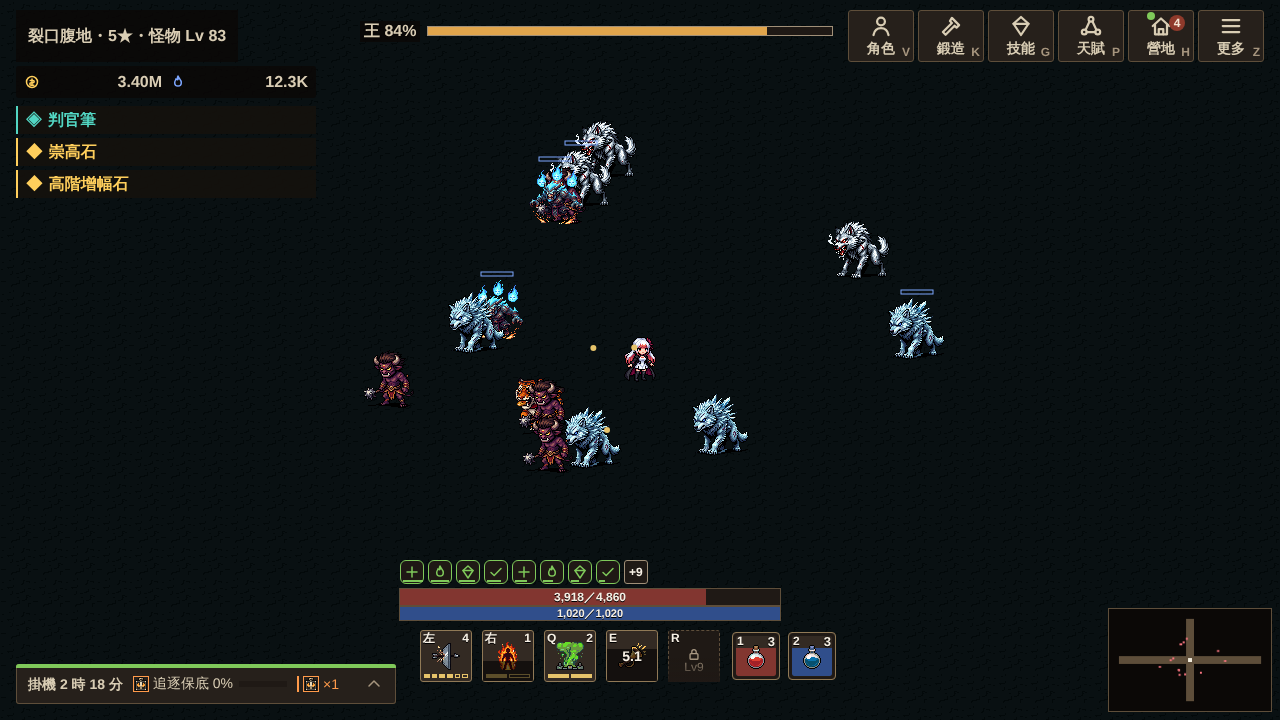 裂口腹地・5★・怪物 Lv 83
王 84%
角色 V
鍛造 K
技能 G
天賦 P
營地 H
4
更多 Z
3.40M
12.3K
判官筆
崇高石
高階增幅石
+9
3,918／4,860
1,020／1,020
左 4
右 1
Q 2
E
5.1
R
Lv9
1 3
2 3
掛機 2 時 18 分
追逐保底 0%
×1